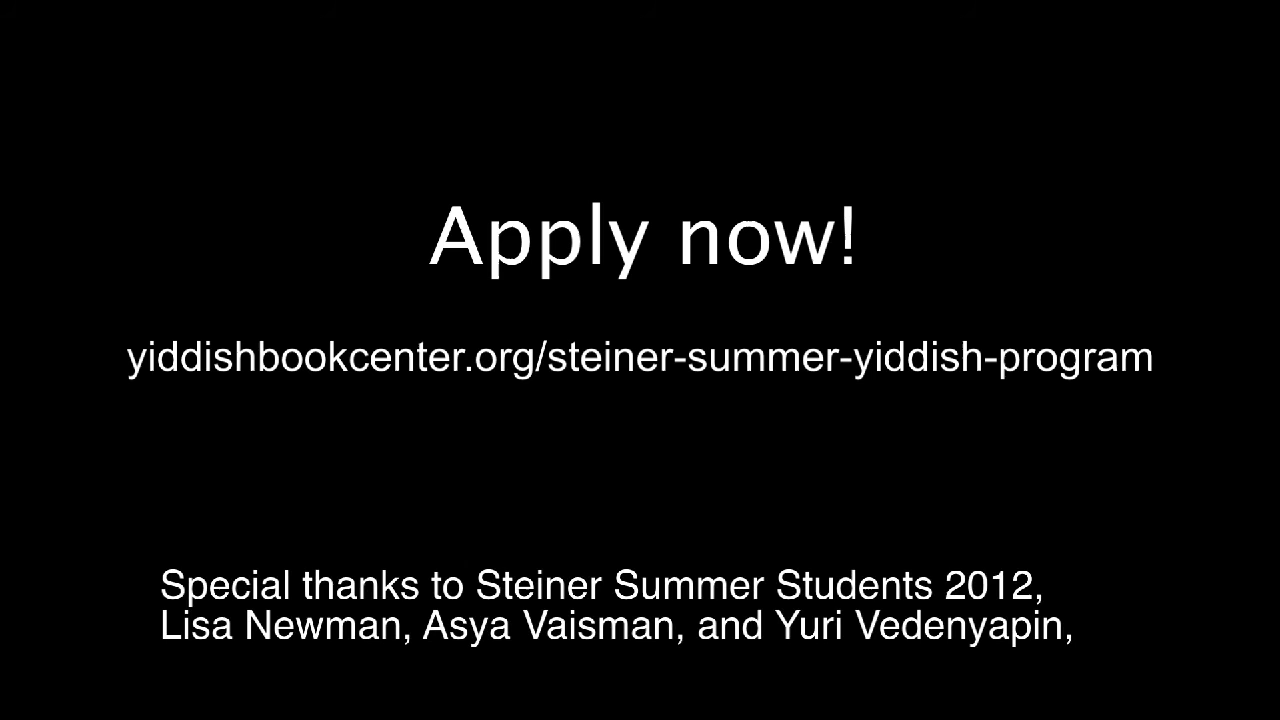 Apply now!
yiddishbookcenter.org/steiner-summer-yiddish-program
Special thanks to Steiner Summer Students 2012,
Lisa Newman, Asya Vaisman, and Yuri Vedenyapin,